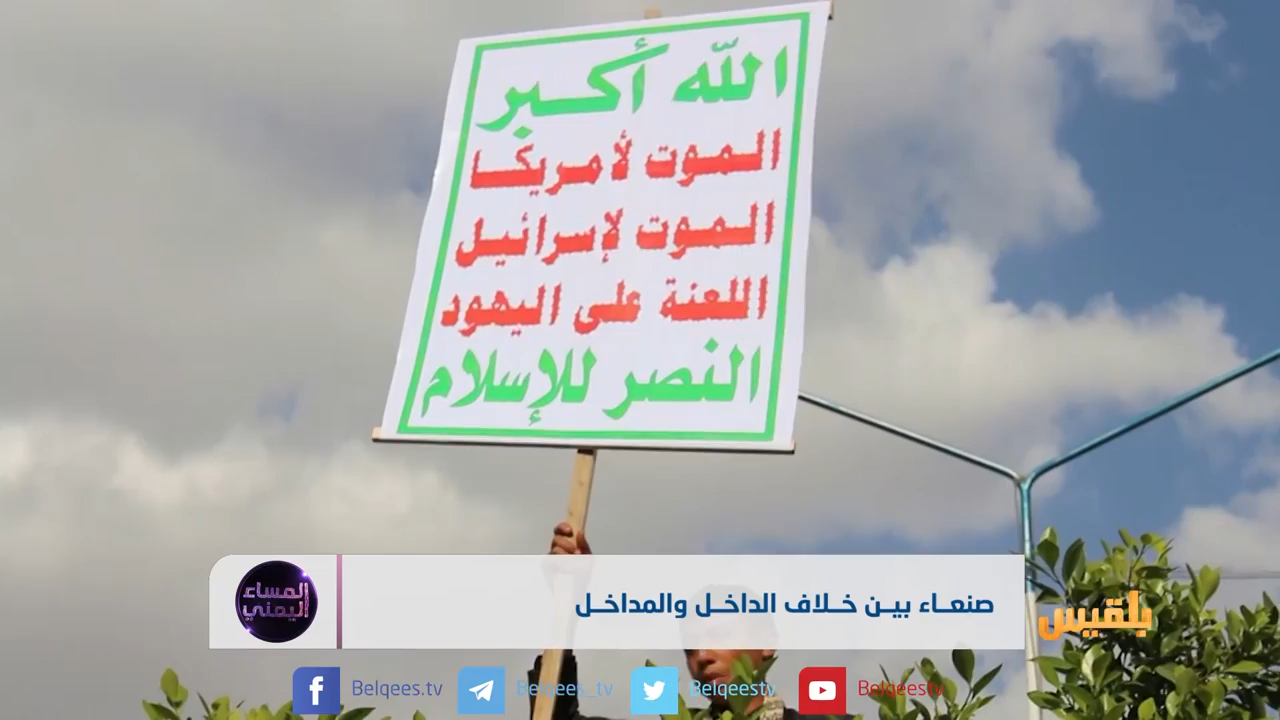 الله أكبر
الموت لأمريكا
الموت لإسرائيل
اللعنة على اليهود
النصر للإسلام
صنعاء بين خلاف الداخل والمداخل
المساء
اليمني
بلقيس
Belqees.tv
Belqees_tv
Belqeestv
Belqeestv